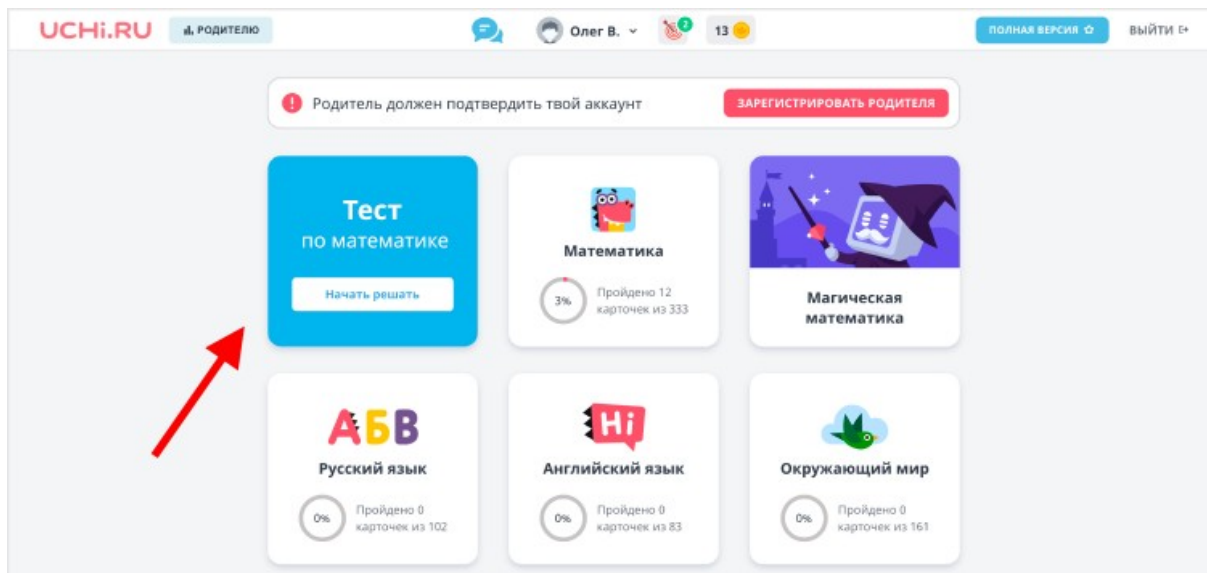 UCHi.RU
РОДИТЕЛЮ
Олег В.
2
13
ПОЛНАЯ ВЕРСИЯ
ВЫЙТИ
Родитель должен подтвердить твой аккаунт
ЗАРЕГИСТРИРОВАТЬ РОДИТЕЛЯ
Тест
по математике
Начать решать
Математика
3%
Пройдено 12
карточек из 333
Магическая
математика
АБВ
Русский язык
0%
Пройдено 0
карточек из 102
Hi
Английский язык
0%
Пройдено 0
карточек из 83
Окружающий мир
0%
Пройдено 0
карточек из 161